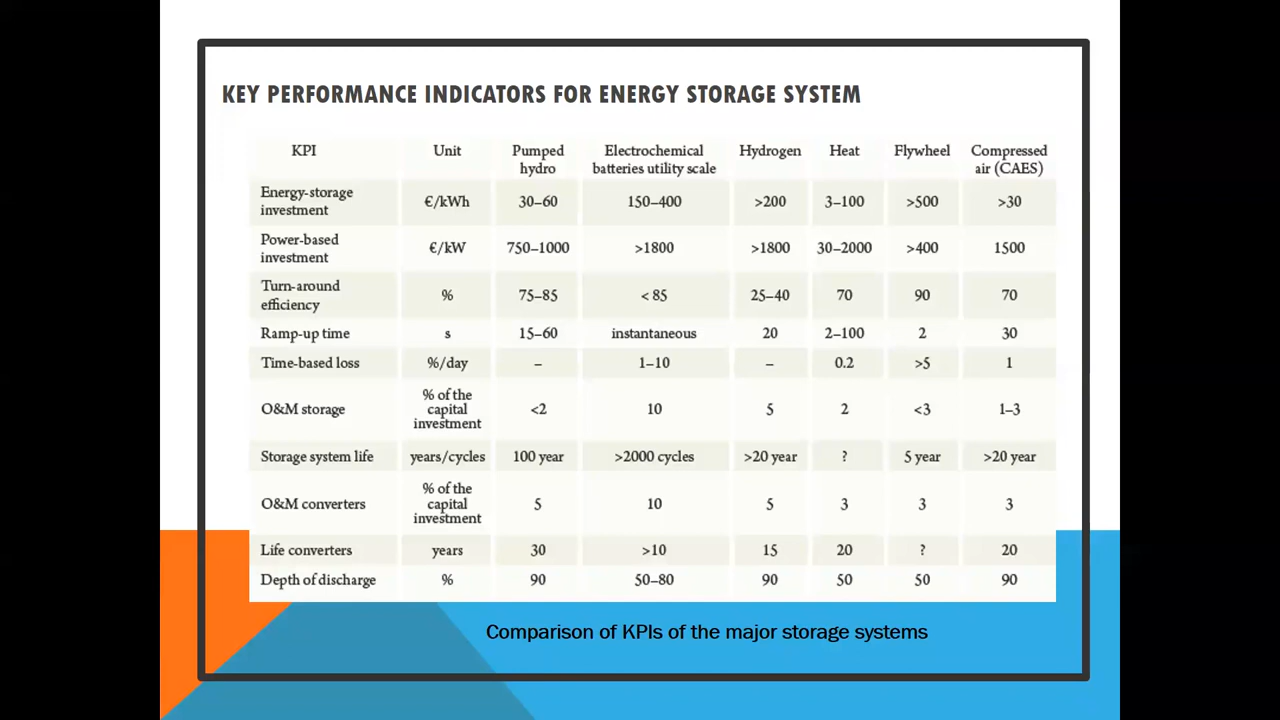 KEY PERFORMANCE INDICATORS FOR ENERGY STORAGE SYSTEM
KPI Unit Pumped hydro Electrochemical batteries utility scale Hydrogen Heat Flywheel Compressed air (CAES)
Energy-storage investment €/kWh 30–60 150–400 >200 3–100 >500 >30
Power-based investment €/kW 750–1000 >1800 >1800 30–2000 >400 1500
Turn-around efficiency % 75–85 < 85 25–40 70 90 70
Ramp-up time s 15–60 instantaneous 20 2–100 2 30
Time-based loss %/day – 1–10 – 0.2 >5 1
O&M storage % of the capital investment <2 10 5 2 <3 1–3
Storage system life years/cycles 100 year >2000 cycles >20 year ? 5 year >20 year
O&M converters % of the capital investment 5 10 5 3 3 3
Life converters years 30 >10 15 20 ? 20
Depth of discharge % 90 50–80 90 50 50 90
Comparison of KPIs of the major storage systems